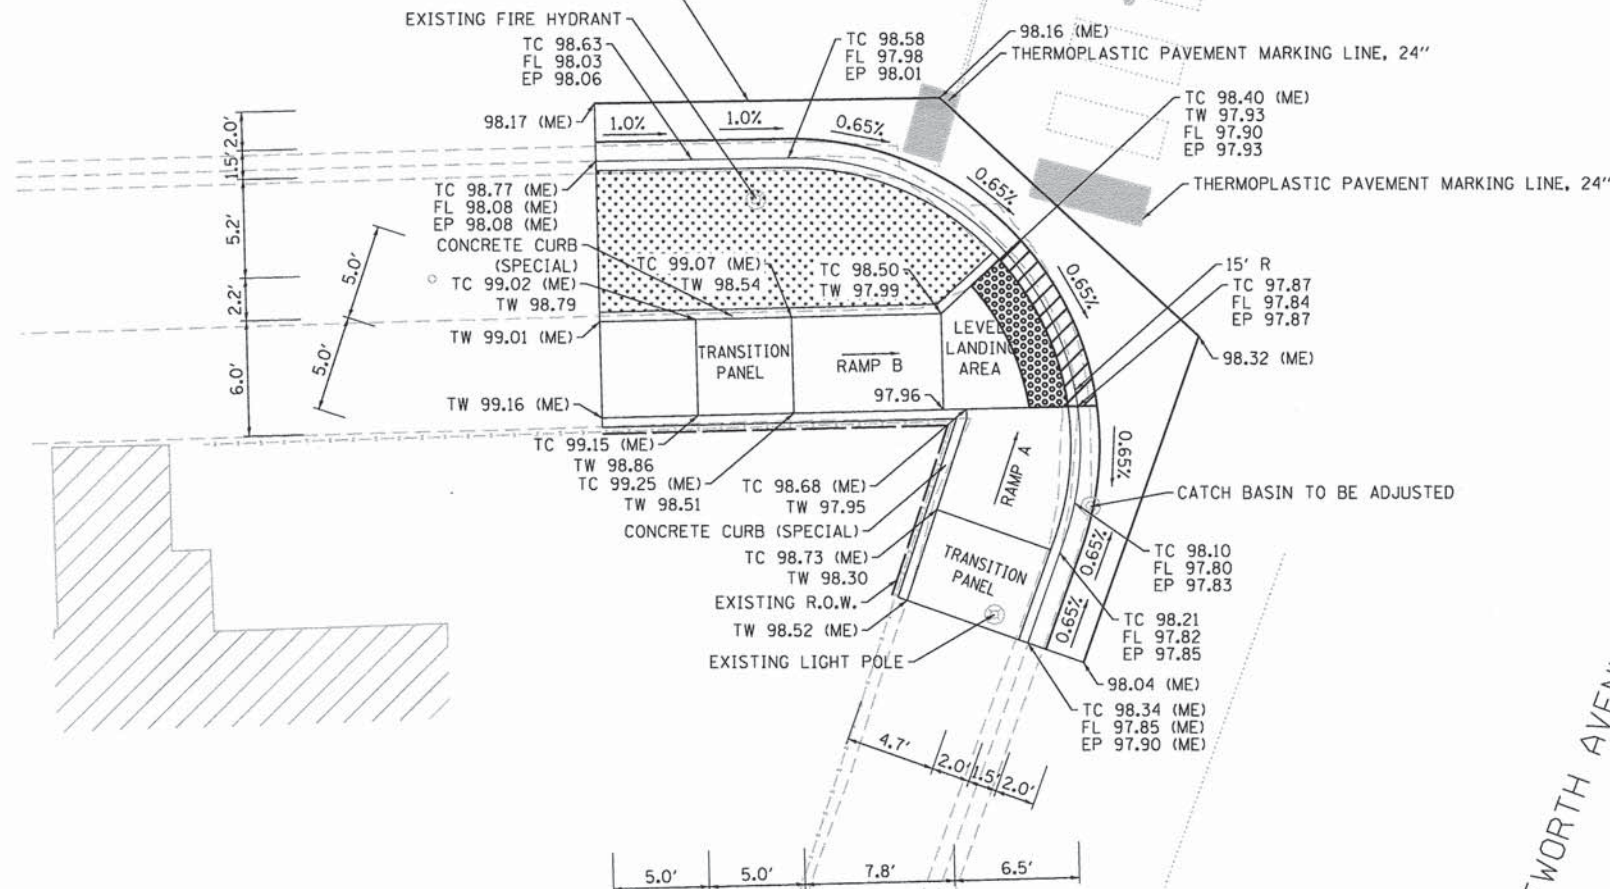 EXISTING FIRE HYDRANT
TC 98.63
FL 98.03
EP 98.06
TC 98.58
FL 97.98
EP 98.01
98.16 (ME)
THERMOPLASTIC PAVEMENT MARKING LINE, 24"
TC 98.40 (ME)
TW 97.93
FL 97.90
EP 97.93
98.17 (ME)
1.0%
1.0%
0.65%
2.0'
1.5'
5.2'
2.2'
6.0'
5.0'
5.0'
0.65%
THERMOPLASTIC PAVEMENT MARKING LINE, 24"
TC 98.77 (ME)
FL 98.08 (ME)
EP 98.08 (ME)
CONCRETE CURB
(SPECIAL)
TC 99.02 (ME)
TW 98.79
TC 99.07 (ME)
TW 98.54
TC 98.50
TW 97.99
0.65%
15' R
TC 97.87
FL 97.84
EP 97.87
TW 99.01 (ME)
TRANSITION
PANEL
RAMP B
LEVEL
LANDING
AREA
98.32 (ME)
97.96
TW 99.16 (ME)
TC 99.15 (ME)
TW 98.86
TC 99.25 (ME)
TW 98.51
TC 98.68 (ME)
TW 97.95
RAMP A
0.65%
CATCH BASIN TO BE ADJUSTED
CONCRETE CURB (SPECIAL)
TC 98.73 (ME)
TW 98.30
TRANSITION
PANEL
0.65%
TC 98.10
FL 97.80
EP 97.83
EXISTING R.O.W.
TW 98.52 (ME)
0.65%
TC 98.21
FL 97.82
EP 97.85
EXISTING LIGHT POLE
98.04 (ME)
TC 98.34 (ME)
FL 97.85 (ME)
EP 97.90 (ME)
4.7'
2.0'
1.5'
2.0'
5.0'
5.0'
7.8'
6.5'